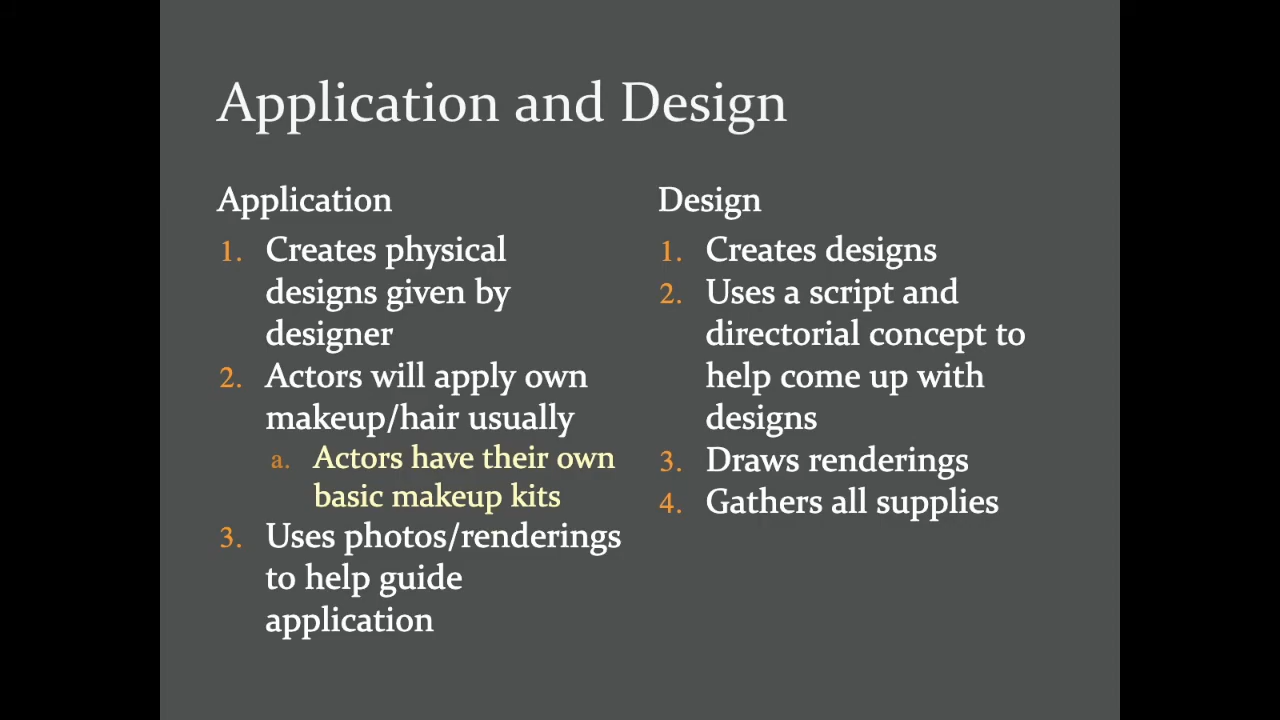 Application and Design
Application
1. Creates physical
designs given by
designer
2. Actors will apply own
makeup/hair usually
a. Actors have their own
basic makeup kits
3. Uses photos/renderings
to help guide
application
Design
1. Creates designs
2. Uses a script and
directorial concept to
help come up with
designs
3. Draws renderings
4. Gathers all supplies